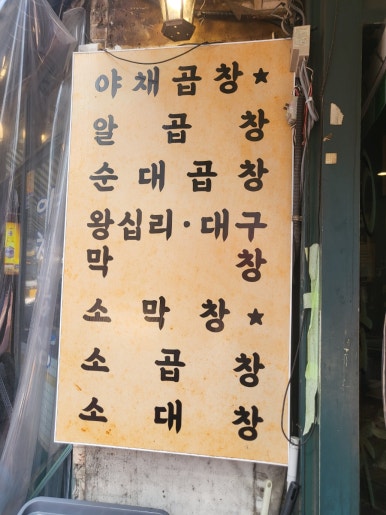 야채곱창★
알 곱 창
순대곱창
왕십리·대구
막 창
소 막 창★
소 곱 창
소 대 창